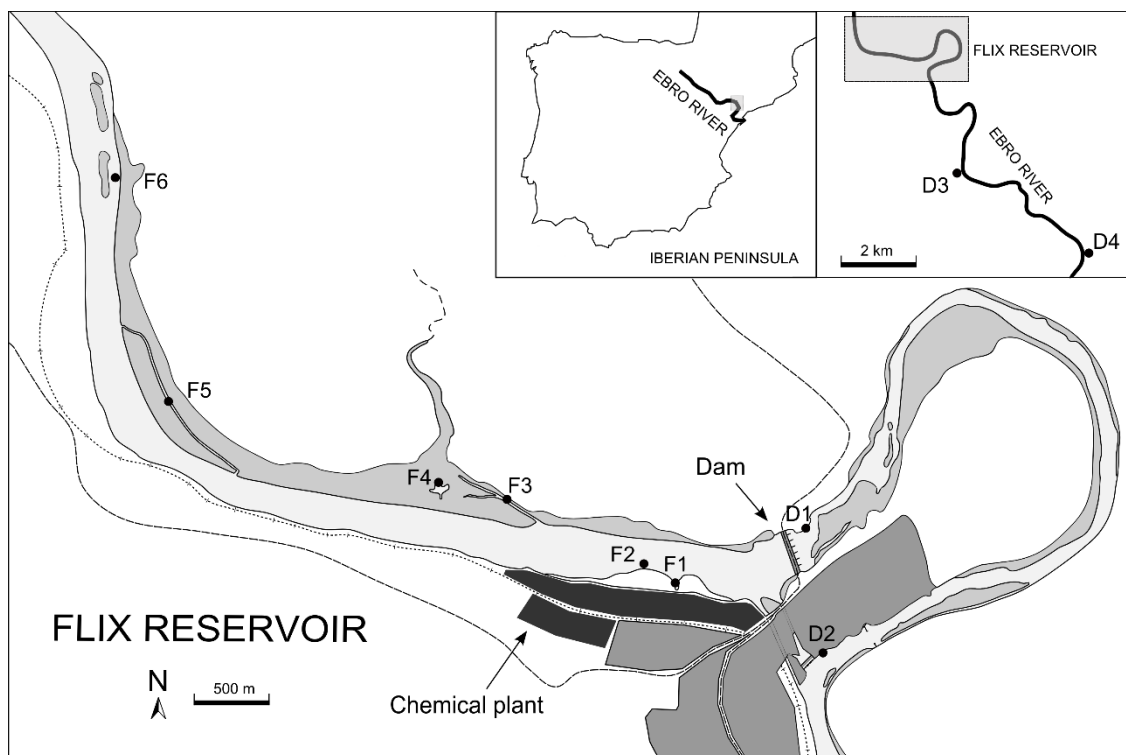 EBRO RIVER
IBERIAN PENINSULA
FLIX RESERVOIR
EBRO RIVER
D3
D4
2 km
F6
F5
F4
F3
Dam
D1
F2
F1
D2
FLIX RESERVOIR
N
500 m
Chemical plant